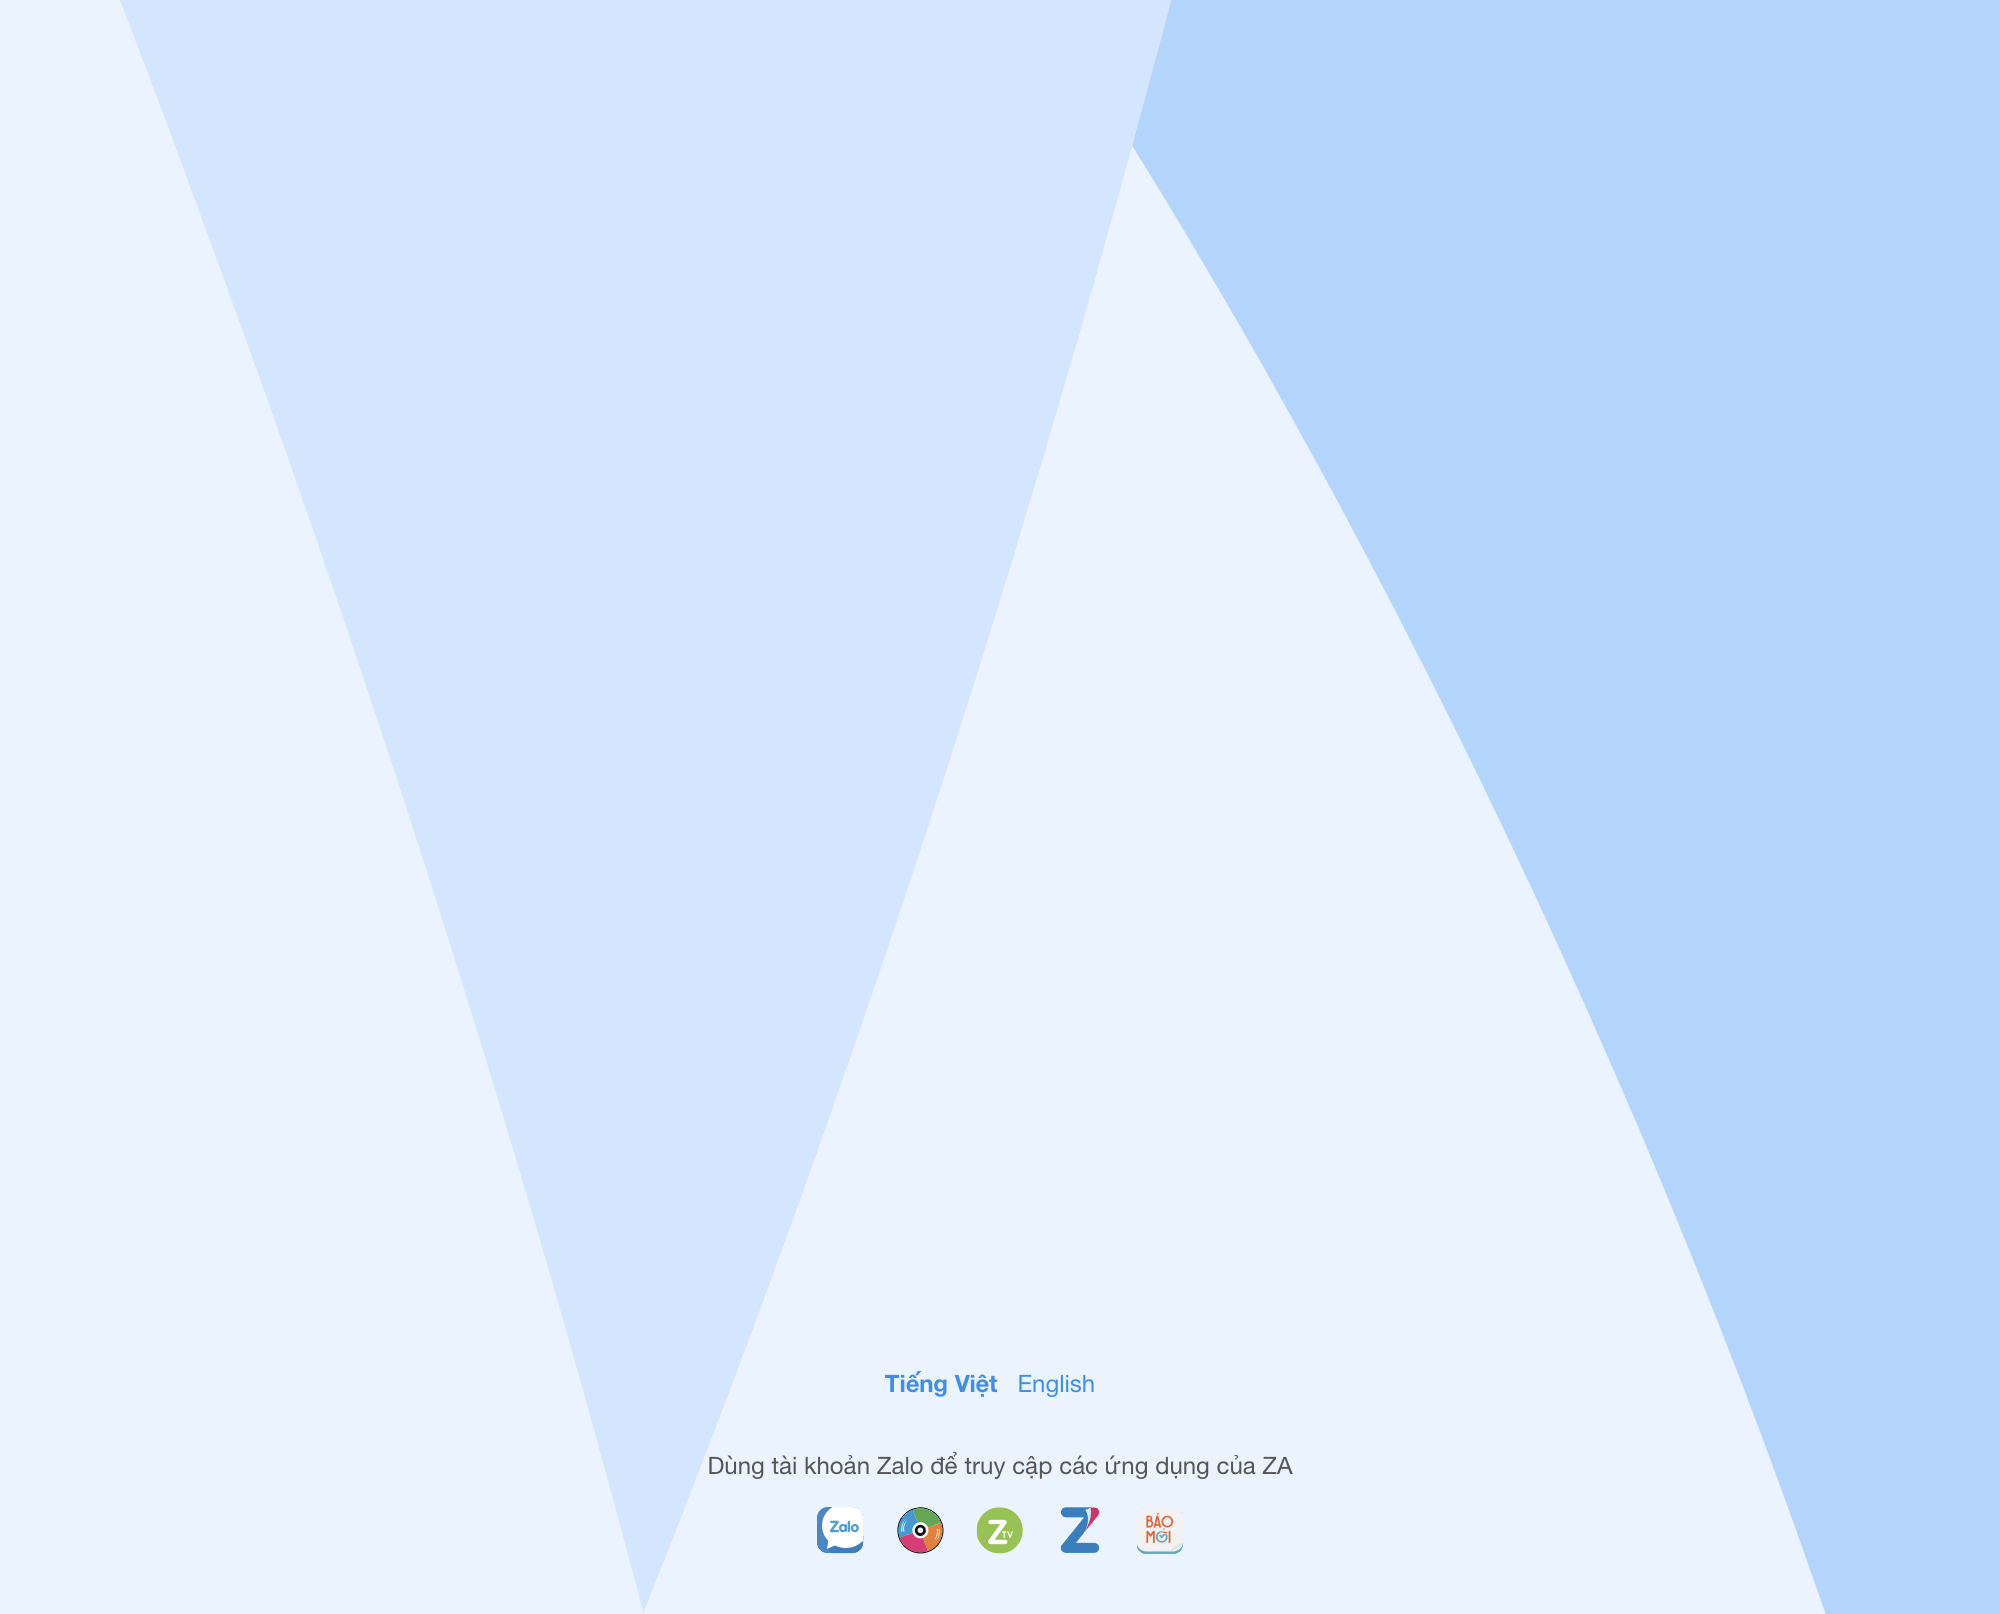 Tiếng Việt English
Dùng tài khoản Zalo để truy cập các ứng dụng của ZA
Zalo Z TV Z BÁO MỚI